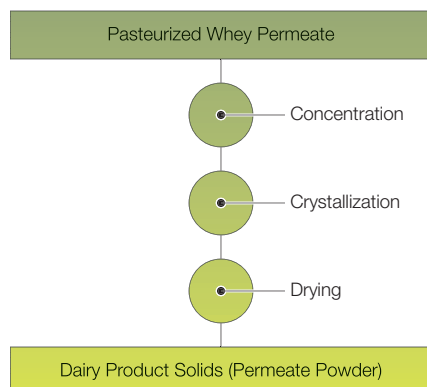 Pasteurized Whey Permeate
Concentration
Crystallization
Drying
Dairy Product Solids (Permeate Powder)